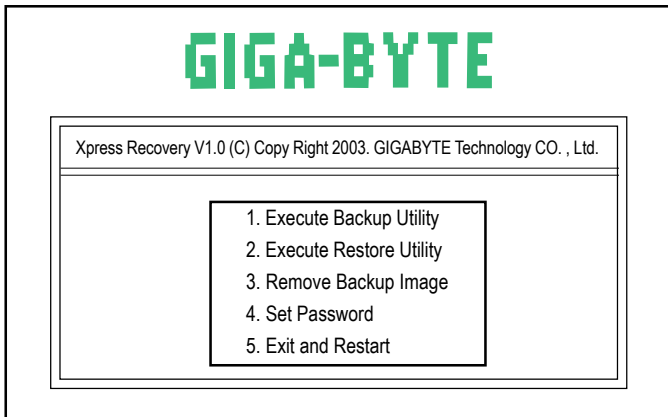 GIGA-BYTE
Xpress Recovery V1.0 (C) Copy Right 2003. GIGABYTE Technology CO. , Ltd.
1. Execute Backup Utility
2. Execute Restore Utility
3. Remove Backup Image
4. Set Password
5. Exit and Restart